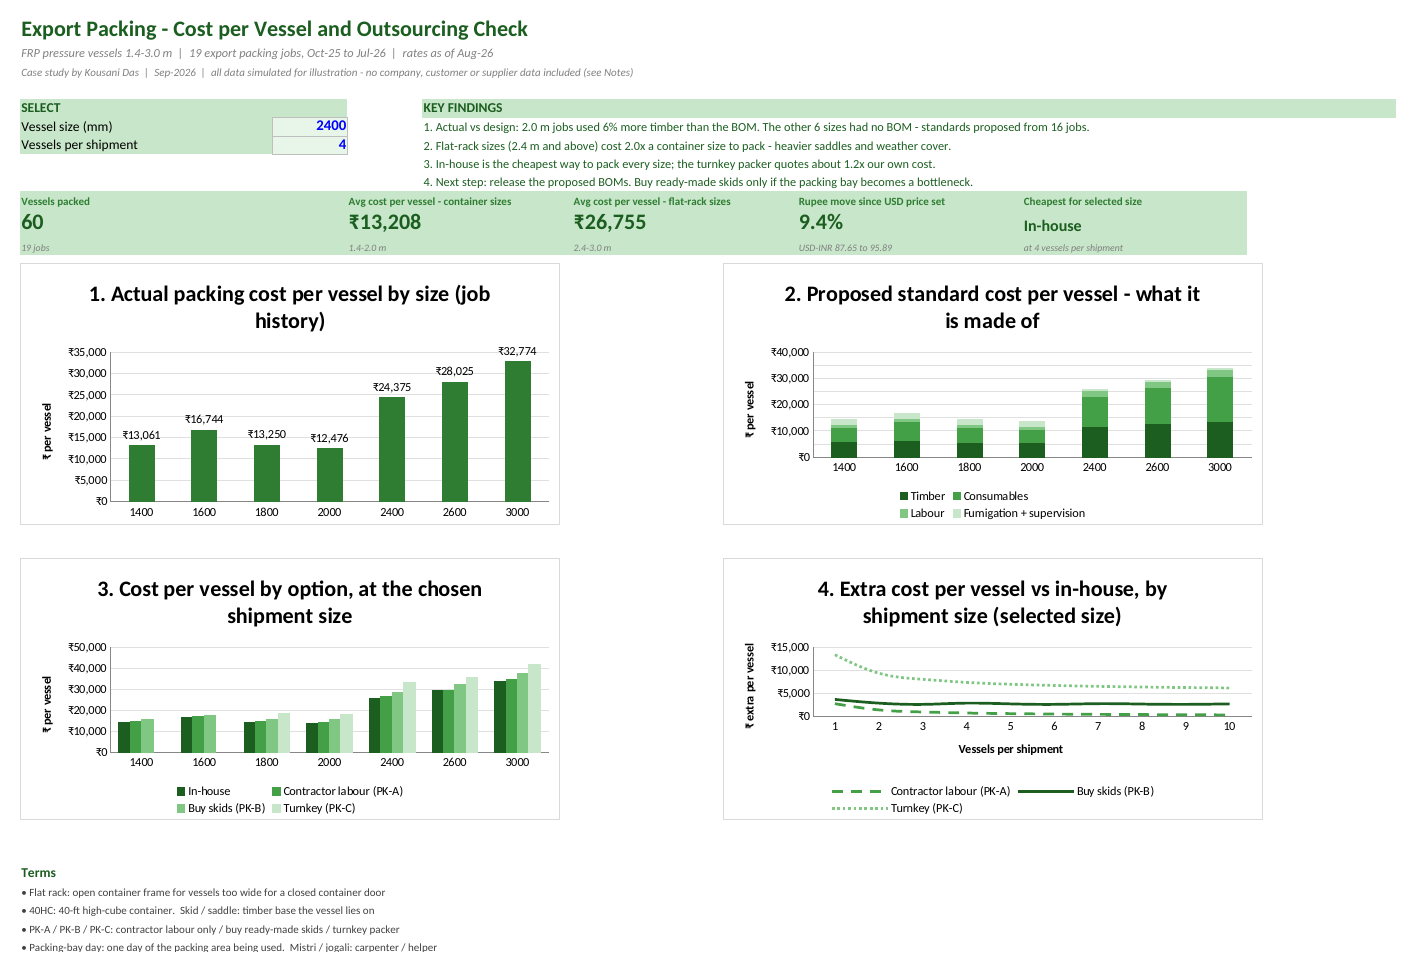 Export Packing - Cost per Vessel and Outsourcing Check
FRP pressure vessels 1.4-3.0 m | 19 export packing jobs, Oct-25 to Jul-26 | rates as of Aug-26
Case study by Kousani Das | Sep-2026 | all data simulated for illustration - no company, customer or supplier data included (see Notes)
SELECT
Vessel size (mm) 2400
Vessels per shipment 4
KEY FINDINGS
1. Actual vs design: 2.0 m jobs used 6% more timber than the BOM. The other 6 sizes had no BOM - standards proposed from 16 jobs.
2. Flat-rack sizes (2.4 m and above) cost 2.0x a container size to pack - heavier saddles and weather cover.
3. In-house is the cheapest way to pack every size; the turnkey packer quotes about 1.2x our own cost.
4. Next step: release the proposed BOMs. Buy ready-made skids only if the packing bay becomes a bottleneck.
Vessels packed
60
19 jobs
Avg cost per vessel - container sizes
₹13,208
1.4-2.0 m
Avg cost per vessel - flat-rack sizes
₹26,755
2.4-3.0 m
Rupee move since USD price set
9.4%
USD-INR 87.65 to 95.89
Cheapest for selected size
In-house
at 4 vessels per shipment
1. Actual packing cost per vessel by size (job
history)
₹ per vessel
₹35,000
₹30,000
₹25,000
₹20,000
₹15,000
₹10,000
₹5,000
₹0
₹13,061
₹16,744
₹13,250
₹12,476
₹24,375
₹28,025
₹32,774
1400 1600 1800 2000 2400 2600 3000
2. Proposed standard cost per vessel - what it
is made of
₹ per vessel
₹40,000
₹30,000
₹20,000
₹10,000
₹0
1400 1600 1800 2000 2400 2600 3000
Timber Consumables
Labour Fumigation + supervision
3. Cost per vessel by option, at the chosen
shipment size
₹ per vessel
₹50,000
₹40,000
₹30,000
₹20,000
₹10,000
₹0
1400 1600 1800 2000 2400 2600 3000
In-house Contractor labour (PK-A)
Buy skids (PK-B) Turnkey (PK-C)
4. Extra cost per vessel vs in-house, by
shipment size (selected size)
₹ extra per vessel
₹15,000
₹10,000
₹5,000
₹0
1 2 3 4 5 6 7 8 9 10
Vessels per shipment
Contractor labour (PK-A) Buy skids (PK-B)
Turnkey (PK-C)
Terms
• Flat rack: open container frame for vessels too wide for a closed container door
• 40HC: 40-ft high-cube container. Skid / saddle: timber base the vessel lies on
• PK-A / PK-B / PK-C: contractor labour only / buy ready-made skids / turnkey packer
• Packing-bay day: one day of the packing area being used. Mistri / jogali: carpenter / helper